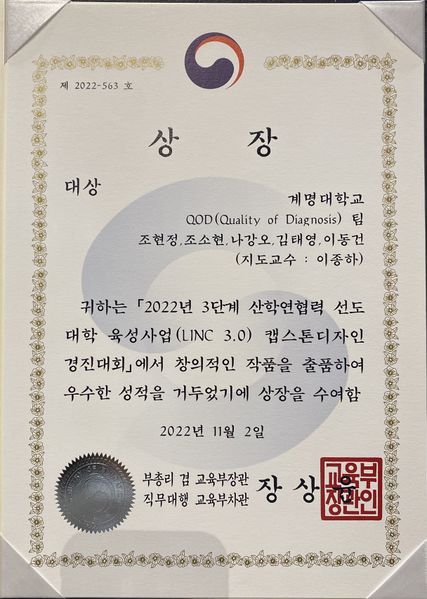 제 2022-563 호
상 장
대상
계명대학교
QOD(Quality of Diagnosis) 팀
조현정,조소현,나강오,김태영,이동건
(지도교수 : 이종하)
귀하는 「2022년 3단계 산학연협력 선도
대학 육성사업(LINC 3.0) 캡스톤디자인
경진대회」에서 창의적인 작품을 출품하여
우수한 성적을 거두었기에 상장을 수여함
2022년 11월 2일
부총리 겸 교육부장관
직무대행 교육부차관 장 상 윤
교육부
장관인